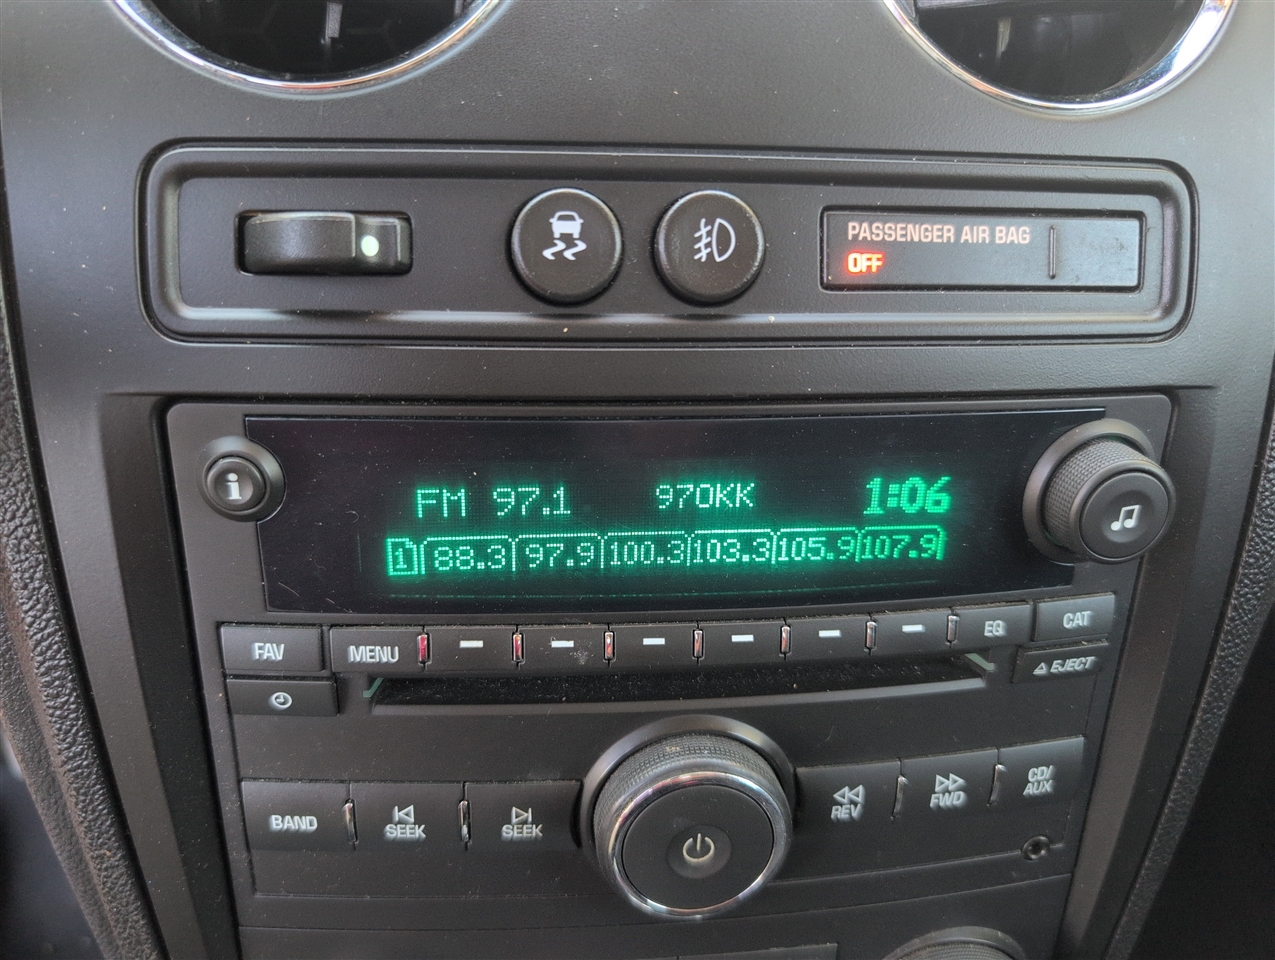 PASSENGER AIR BAG
OFF
i
FM 97.1 97OKK 1:06
1 88.3 97.9 100.3 103.3 105.9 107.9
FAV MENU EQ CAT
EJECT
BAND SEEK SEEK REV FWD CD/
AUX